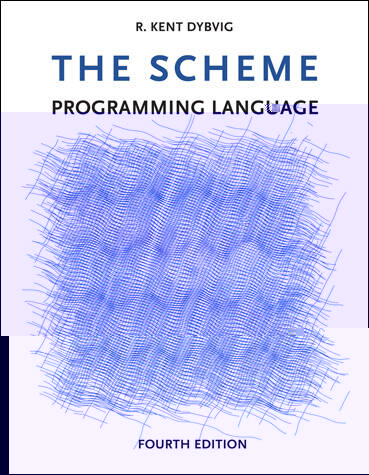 R. KENT DYBVIG
THE SCHEME
PROGRAMMING LANGUAGE
FOURTH EDITION